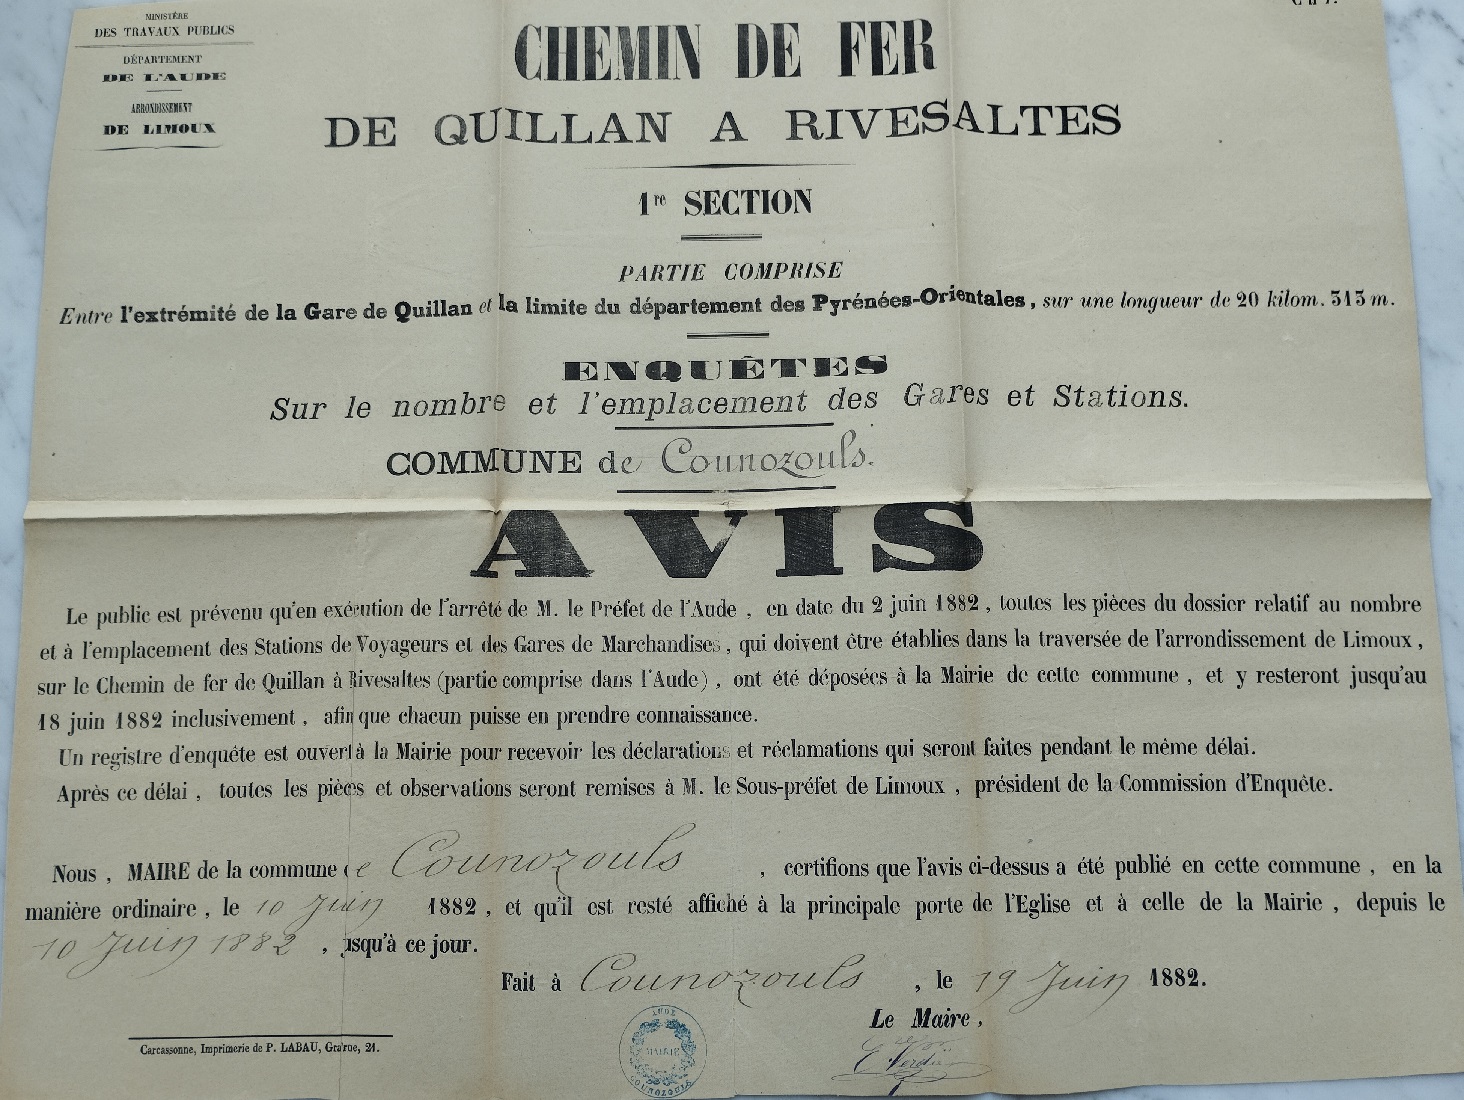 MINISTÈRE
DES TRAVAUX PUBLICS
DÉPARTEMENT
DE L'AUDE
ARRONDISSEMENT
DE LIMOUX
CHEMIN DE FER
DE QUILLAN A RIVESALTES
1re SECTION
PARTIE COMPRISE
Entre l'extrémité de la Gare de Quillan et la limite du département des Pyrénées-Orientales, sur une longueur de 20 kilom. 313 m.
ENQUÊTES
Sur le nombre et l'emplacement des Gares et Stations.
COMMUNE de Counozouls.
AVIS
Le public est prévenu qu'en exécution de l'arrêté de M. le Préfet de l'Aude, en date du 2 juin 1882, toutes les pièces du dossier relatif au nombre
et à l'emplacement des Stations de Voyageurs et des Gares de Marchandises, qui doivent être établies dans la traversée de l'arrondissement de Limoux,
sur le Chemin de fer de Quillan à Rivesaltes (partie comprise dans l'Aude), ont été déposées à la Mairie de cette commune, et y resteront jusqu'au
18 juin 1882 inclusivement, afin que chacun puisse en prendre connaissance.
Un registre d'enquête est ouvert à la Mairie pour recevoir les déclarations et réclamations qui seront faites pendant le même délai.
Après ce délai, toutes les pièces et observations seront remises à M. le Sous-préfet de Limoux, président de la Commission d'Enquête.
Nous, MAIRE de la commune de Counozouls, certifions que l'avis ci-dessus a été publié en cette commune, en la
manière ordinaire, le 10 Juin 1882, et qu'il est resté affiché à la principale porte de l'Eglise et à celle de la Mairie, depuis le
10 Juin 1882, jusqu'à ce jour.
Fait à Counozouls, le 19 Juin 1882.
Le Maire,
Carcassonne, Imprimerie de P. LABAU, Gra'rue, 21.
AUDE
MAIRIE
COUNOZOULS